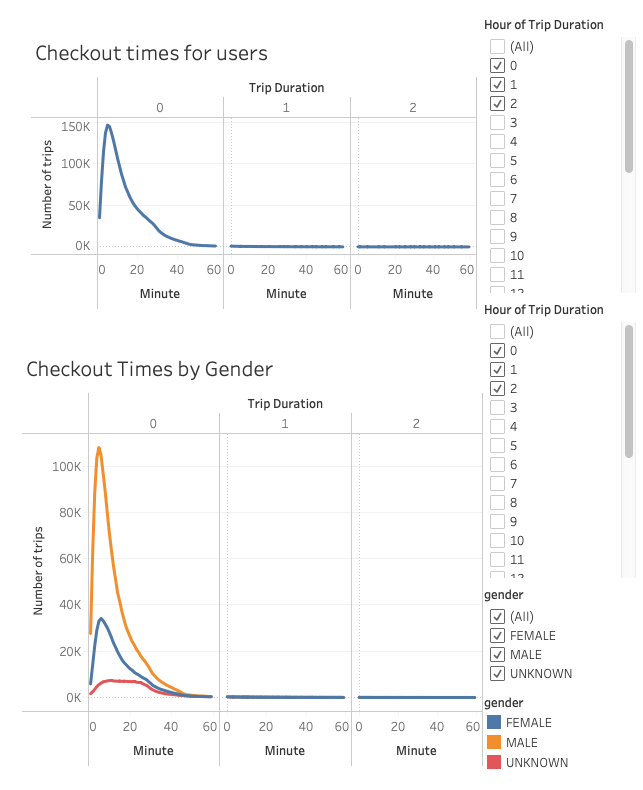 Hour of Trip Duration
(All)
0
1
2
3
4
5
6
7
8
9
10
11
Checkout times for users
Trip Duration
0 1 2
150K
100K
50K
0K
Number of trips
0 20 40 60 0 20 40 60 0 20 40 60
Minute Minute Minute
Hour of Trip Duration
(All)
0
1
2
3
4
5
6
7
8
9
10
11
Checkout Times by Gender
Trip Duration
0 1 2
100K
80K
60K
40K
20K
0K
Number of trips
0 20 40 60 0 20 40 60 0 20 40 60
Minute Minute Minute
gender
(All)
FEMALE
MALE
UNKNOWN
gender
FEMALE
MALE
UNKNOWN